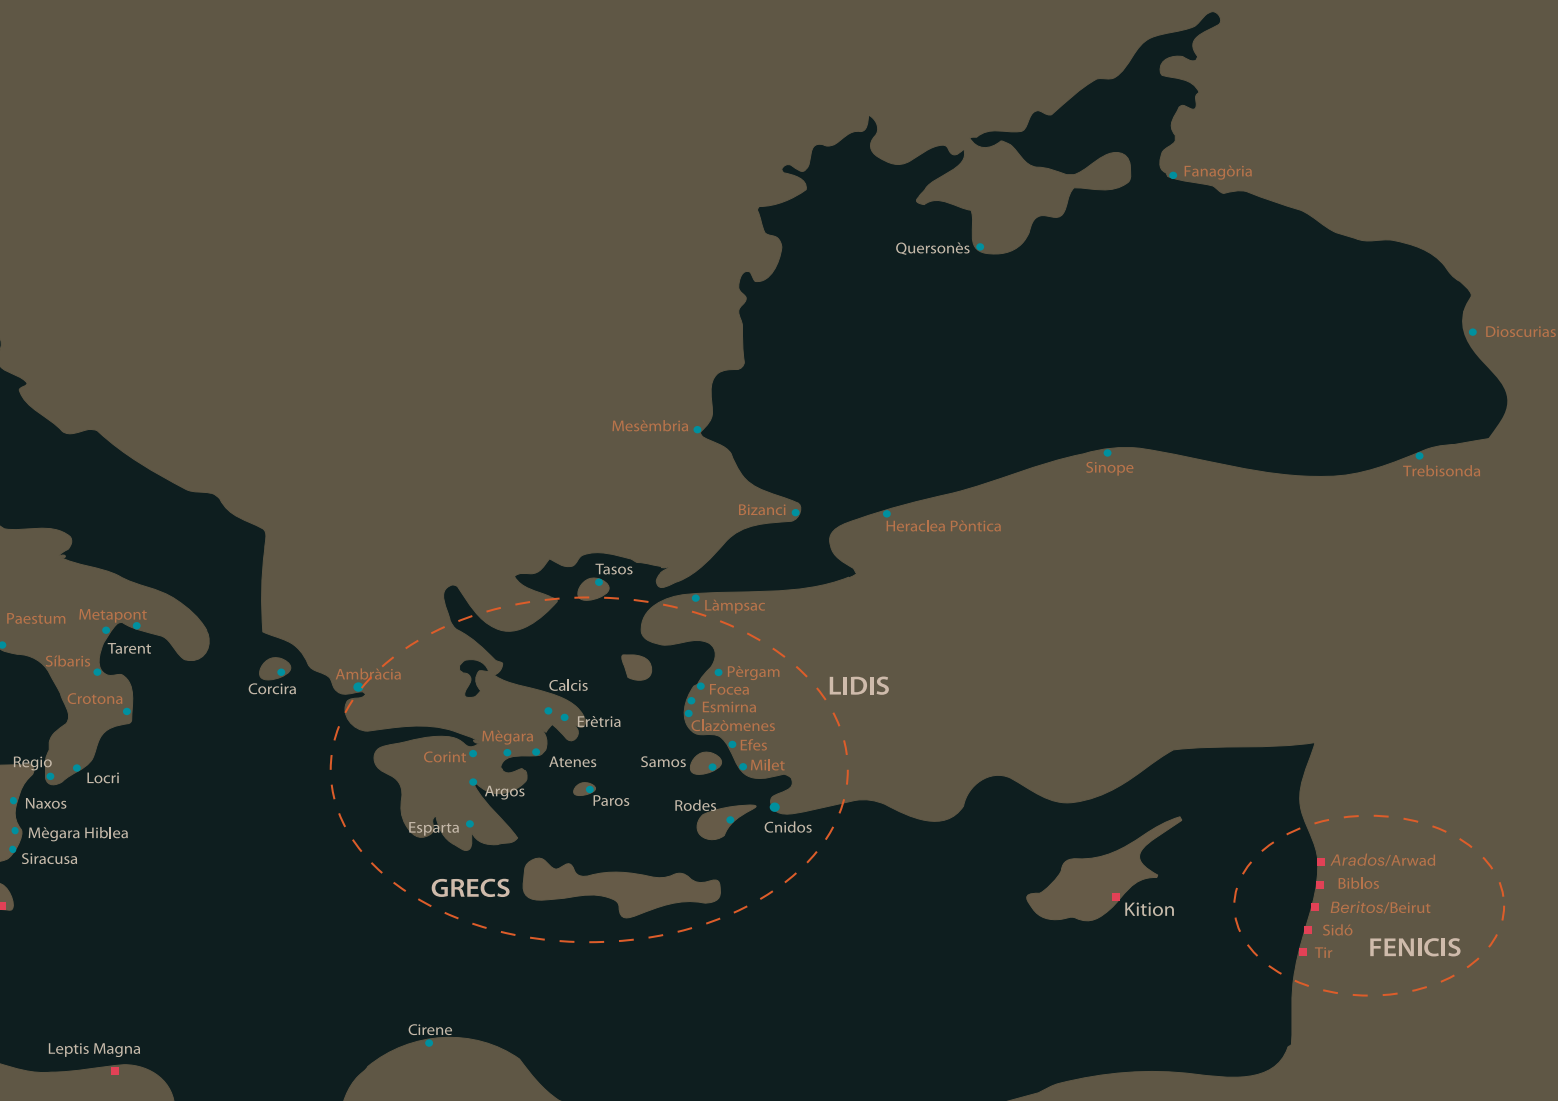 Fanagòria
Quersonès
Dioscurias
Mesèmbria
Sinope
Trebisonda
Bizanci
Heraclea Pòntica
Tasos
Làmpsac
Paestum
Metapont
Tarent
Síbaris
Crotona
Corcira
Ambràcia
Calcis
Erètria
Pèrgam
LIDIS
Focea
Esmirna
Clazòmenes
Mègara
Corint
Atenes
Samos
Efes
Milet
Regio
Locri
Argos
Paros
Rodes
Naxos
Esparta
Cnidos
Mègara Hiblea
Siracusa
GRECS
Arados/Arwad
Biblos
Beritos/Beirut
Kition
Sidó
FENICIS
Tir
Cirene
Leptis Magna